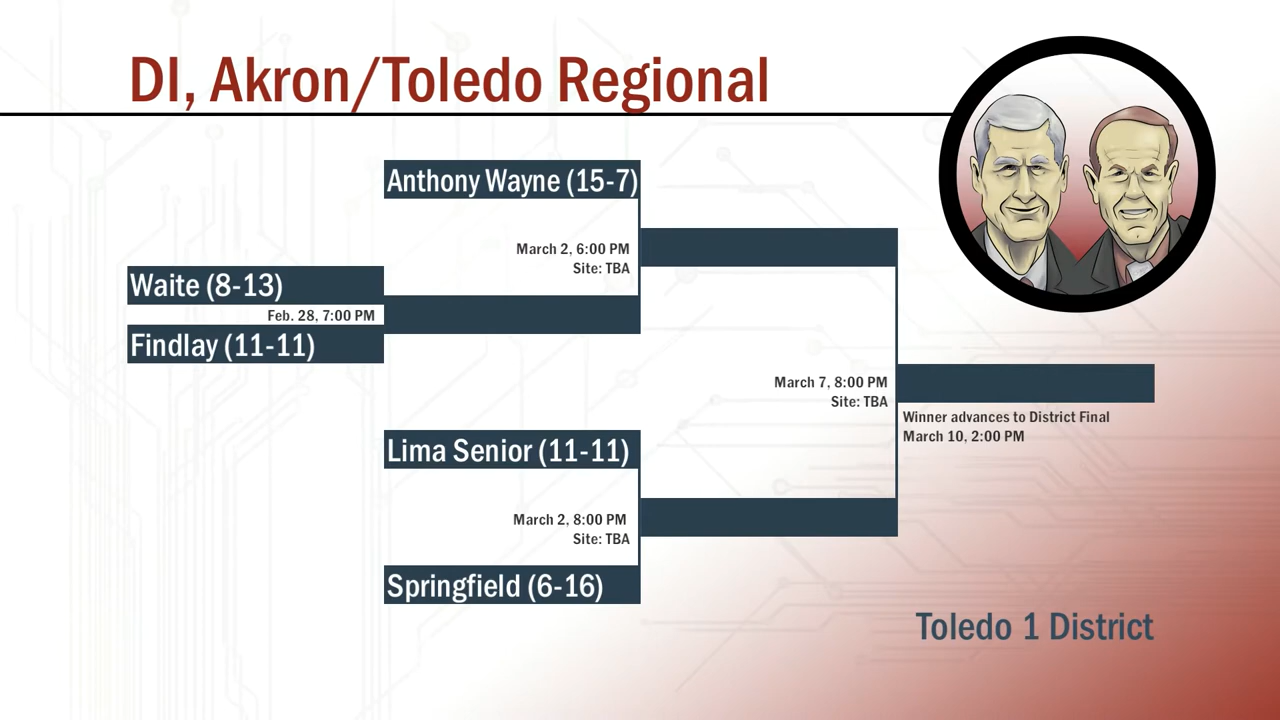 DI, Akron/Toledo Regional
Anthony Wayne (15-7)
March 2, 6:00 PM
Site: TBA
Waite (8-13)
Feb. 28, 7:00 PM
Findlay (11-11)
March 7, 8:00 PM
Site: TBA
Winner advances to District Final
March 10, 2:00 PM
Lima Senior (11-11)
March 2, 8:00 PM
Site: TBA
Springfield (6-16)
Toledo 1 District